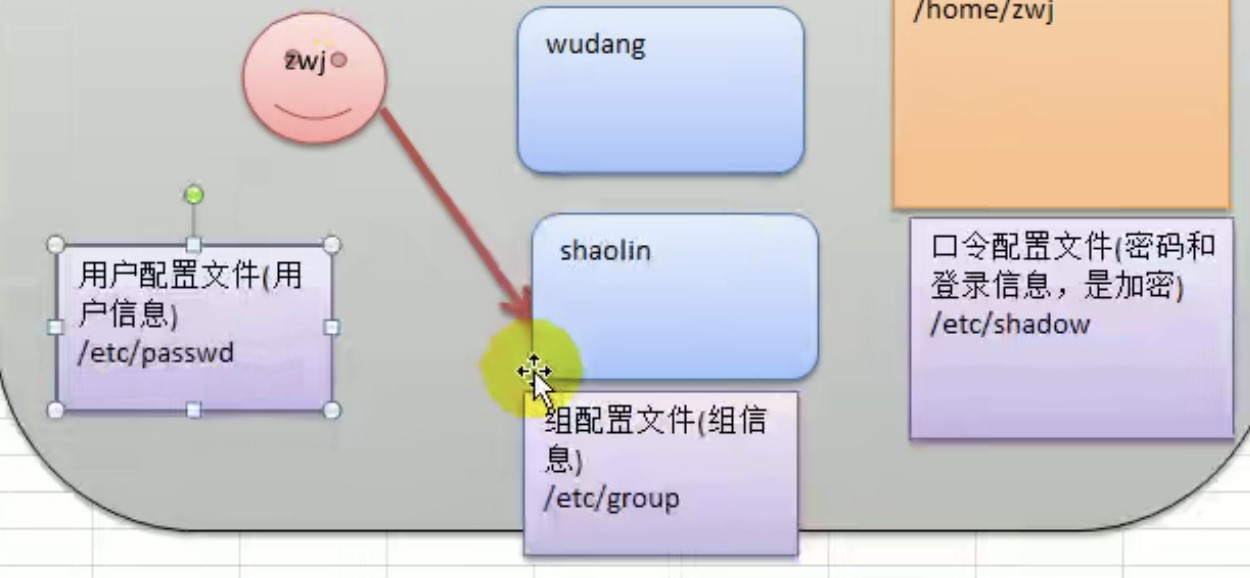 /home/zwj
zwj
wudang
shaolin
用户配置文件(用
户信息)
/etc/passwd
口令配置文件(密码和
登录信息，是加密)
/etc/shadow
组配置文件(组信
息)
/etc/group